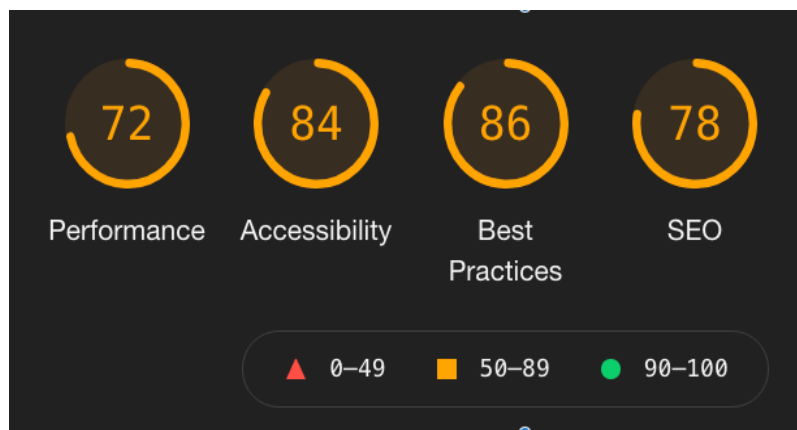 72 84 86 78
Performance Accessibility Best Practices SEO
0–49 50–89 90–100